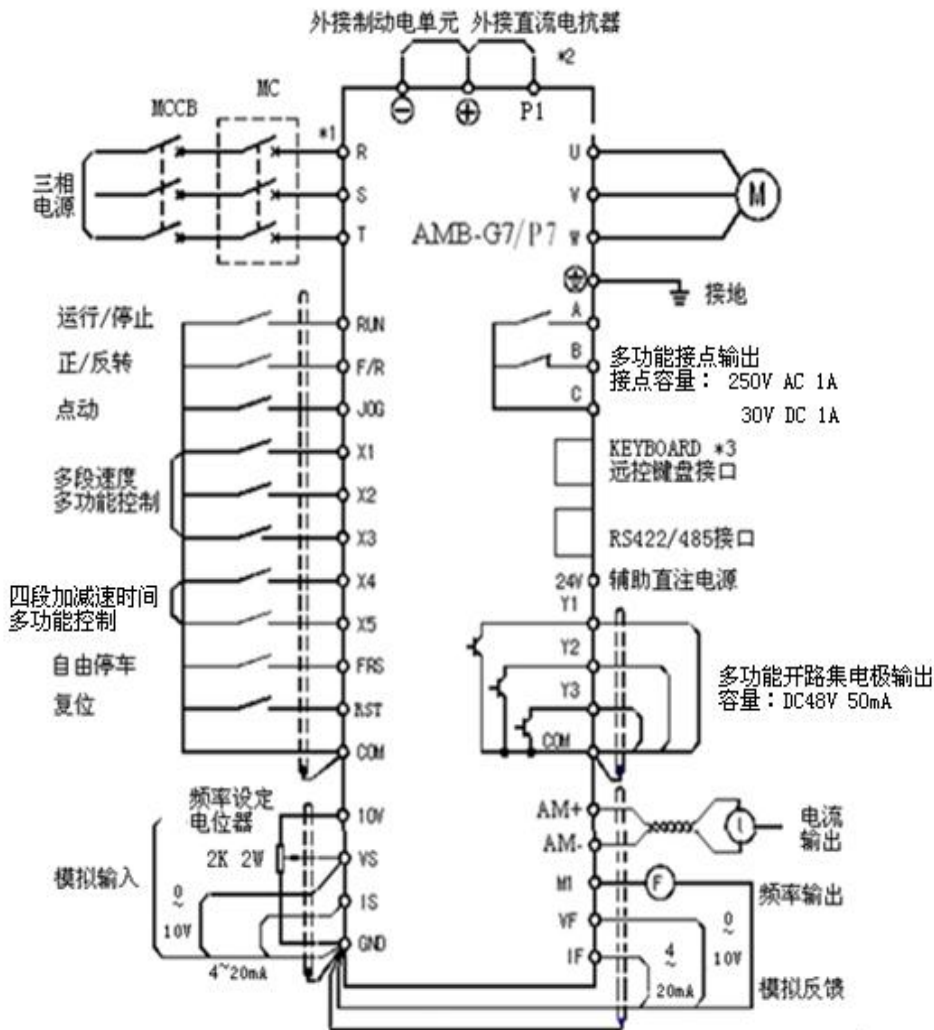 外接制动电单元 外接直流电抗器
*2
MCCB
MC
*1
⊖
⊕
P1
R
S
T
三相
电源
U
V
W
M
AMB-G7/P7
接地
运行/停止
正/反转
点动
多段速度
多功能控制
四段加减速时间
多功能控制
自由停车
复位
RUN
F/R
JOG
X1
X2
X3
X4
X5
FRS
RST
COM
A
B
C
多功能接点输出
接点容量：250V AC 1A
30V DC 1A
KEYBOARD *3
远控键盘接口
RS422/485接口
24V
辅助直注电源
Y1
Y2
Y3
COM
多功能开路集电极输出
容量：DC48V 50mA
频率设定
电位器
2K 2W
模拟输入
0
~
10V
4~20mA
10V
VS
IS
GND
AM+
AM-
M1
VF
IF
I
电流
输出
F
频率输出
0
~
10V
4
~
20mA
模拟反馈